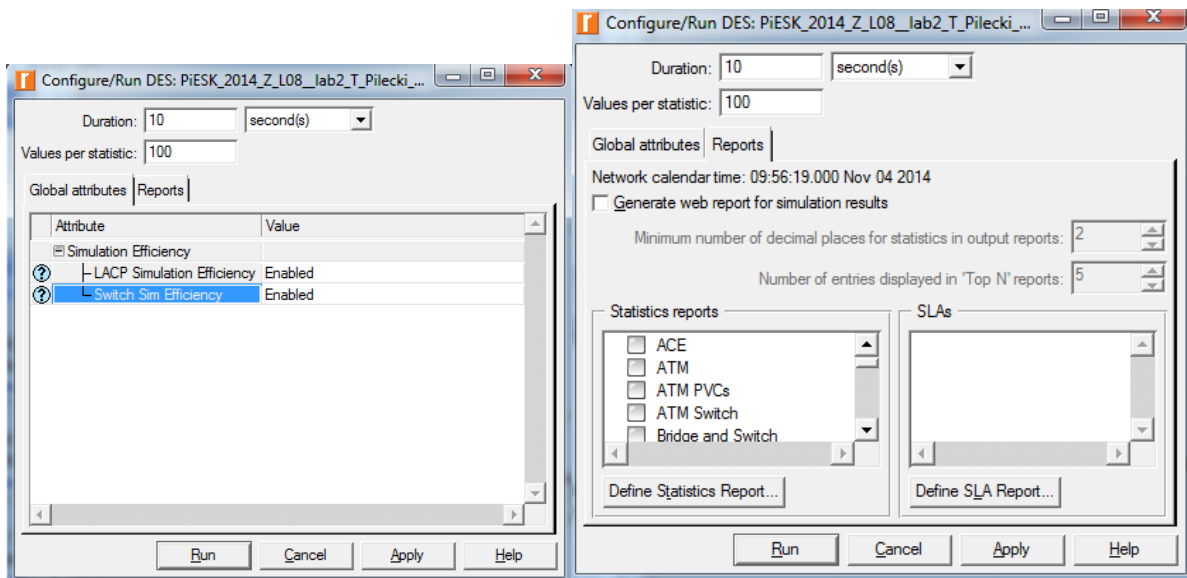 Configure/Run DES: PiESK_2014_Z_L08__lab2_T_Pilecki_...
Duration: 10 second(s)
Values per statistic: 100
Global attributes Reports
Attribute Value
Simulation Efficiency
LACP Simulation Efficiency Enabled
Switch Sim Efficiency Enabled
Run Cancel Apply Help
Configure/Run DES: PiESK_2014_Z_L08__lab2_T_Pilecki_...
Duration: 10 second(s)
Values per statistic: 100
Global attributes Reports
Network calendar time: 09:56:19.000 Nov 04 2014
Generate web report for simulation results
Minimum number of decimal places for statistics in output reports: 2
Number of entries displayed in 'Top N' reports: 5
Statistics reports
ACE
ATM
ATM PVCs
ATM Switch
Bridge and Switch
Define Statistics Report...
SLAs
Define SLA Report...
Run Cancel Apply Help